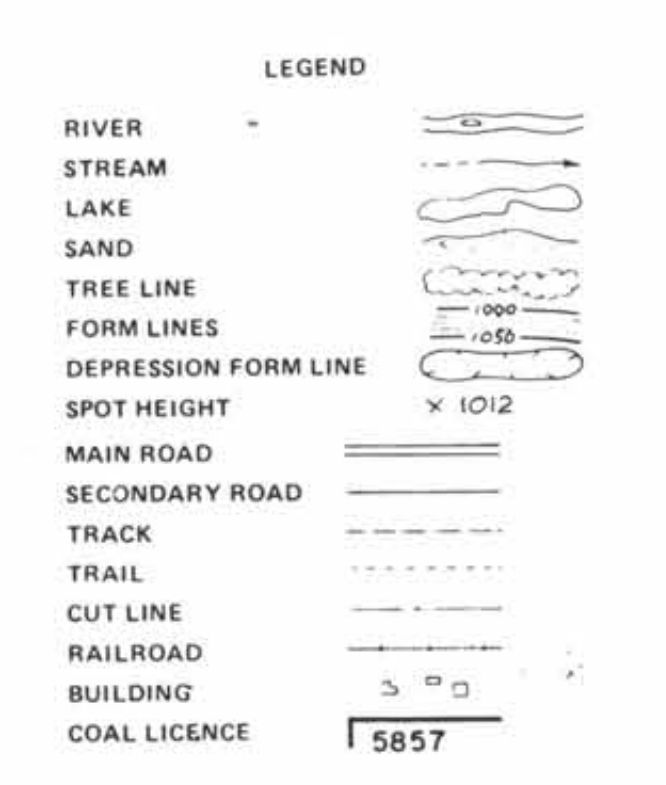 LEGEND
RIVER
STREAM
LAKE
SAND
TREE LINE
FORM LINES 1000
1050
DEPRESSION FORM LINE
SPOT HEIGHT × 1012
MAIN ROAD
SECONDARY ROAD
TRACK
TRAIL
CUT LINE
RAILROAD
BUILDING
COAL LICENCE 5857